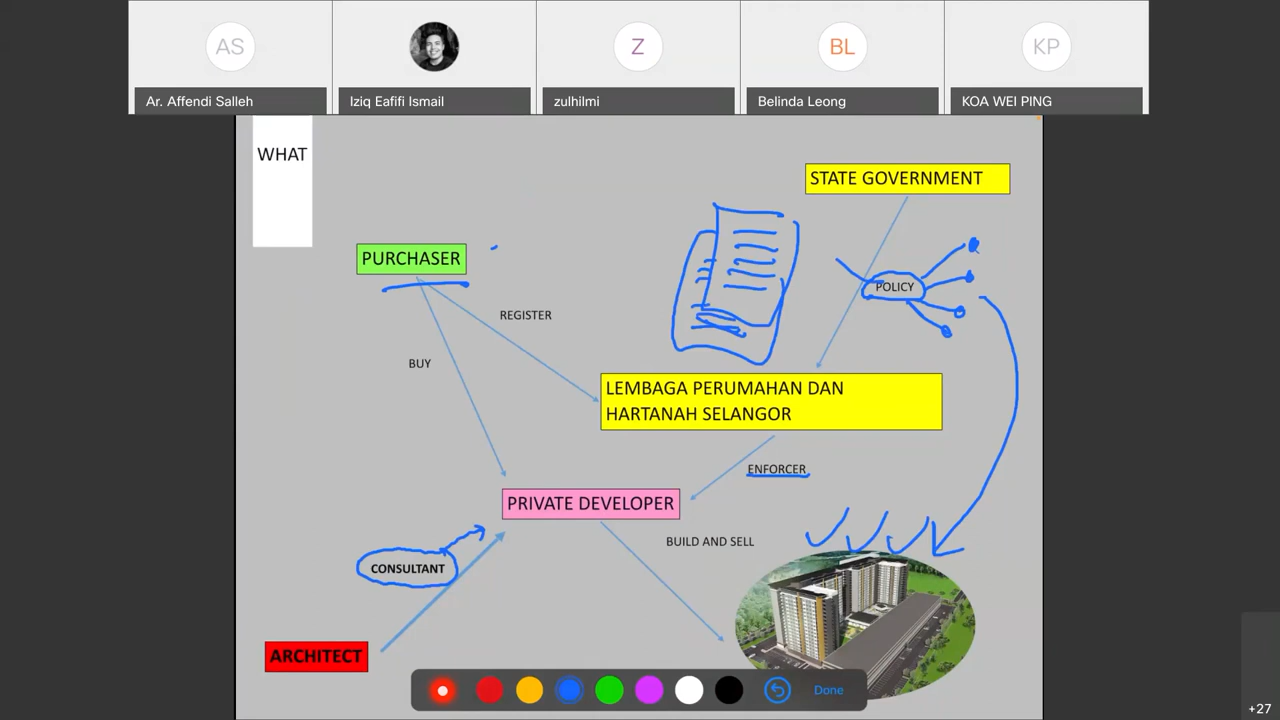 AS
Z
BL
KP
Ar. Affendi Salleh
Iziq Eafifi Ismail
zulhilmi
Belinda Leong
KOA WEI PING
WHAT
STATE GOVERNMENT
PURCHASER
POLICY
REGISTER
BUY
LEMBAGA PERUMAHAN DAN
HARTANAH SELANGOR
ENFORCER
PRIVATE DEVELOPER
BUILD AND SELL
CONSULTANT
ARCHITECT
Done
+27